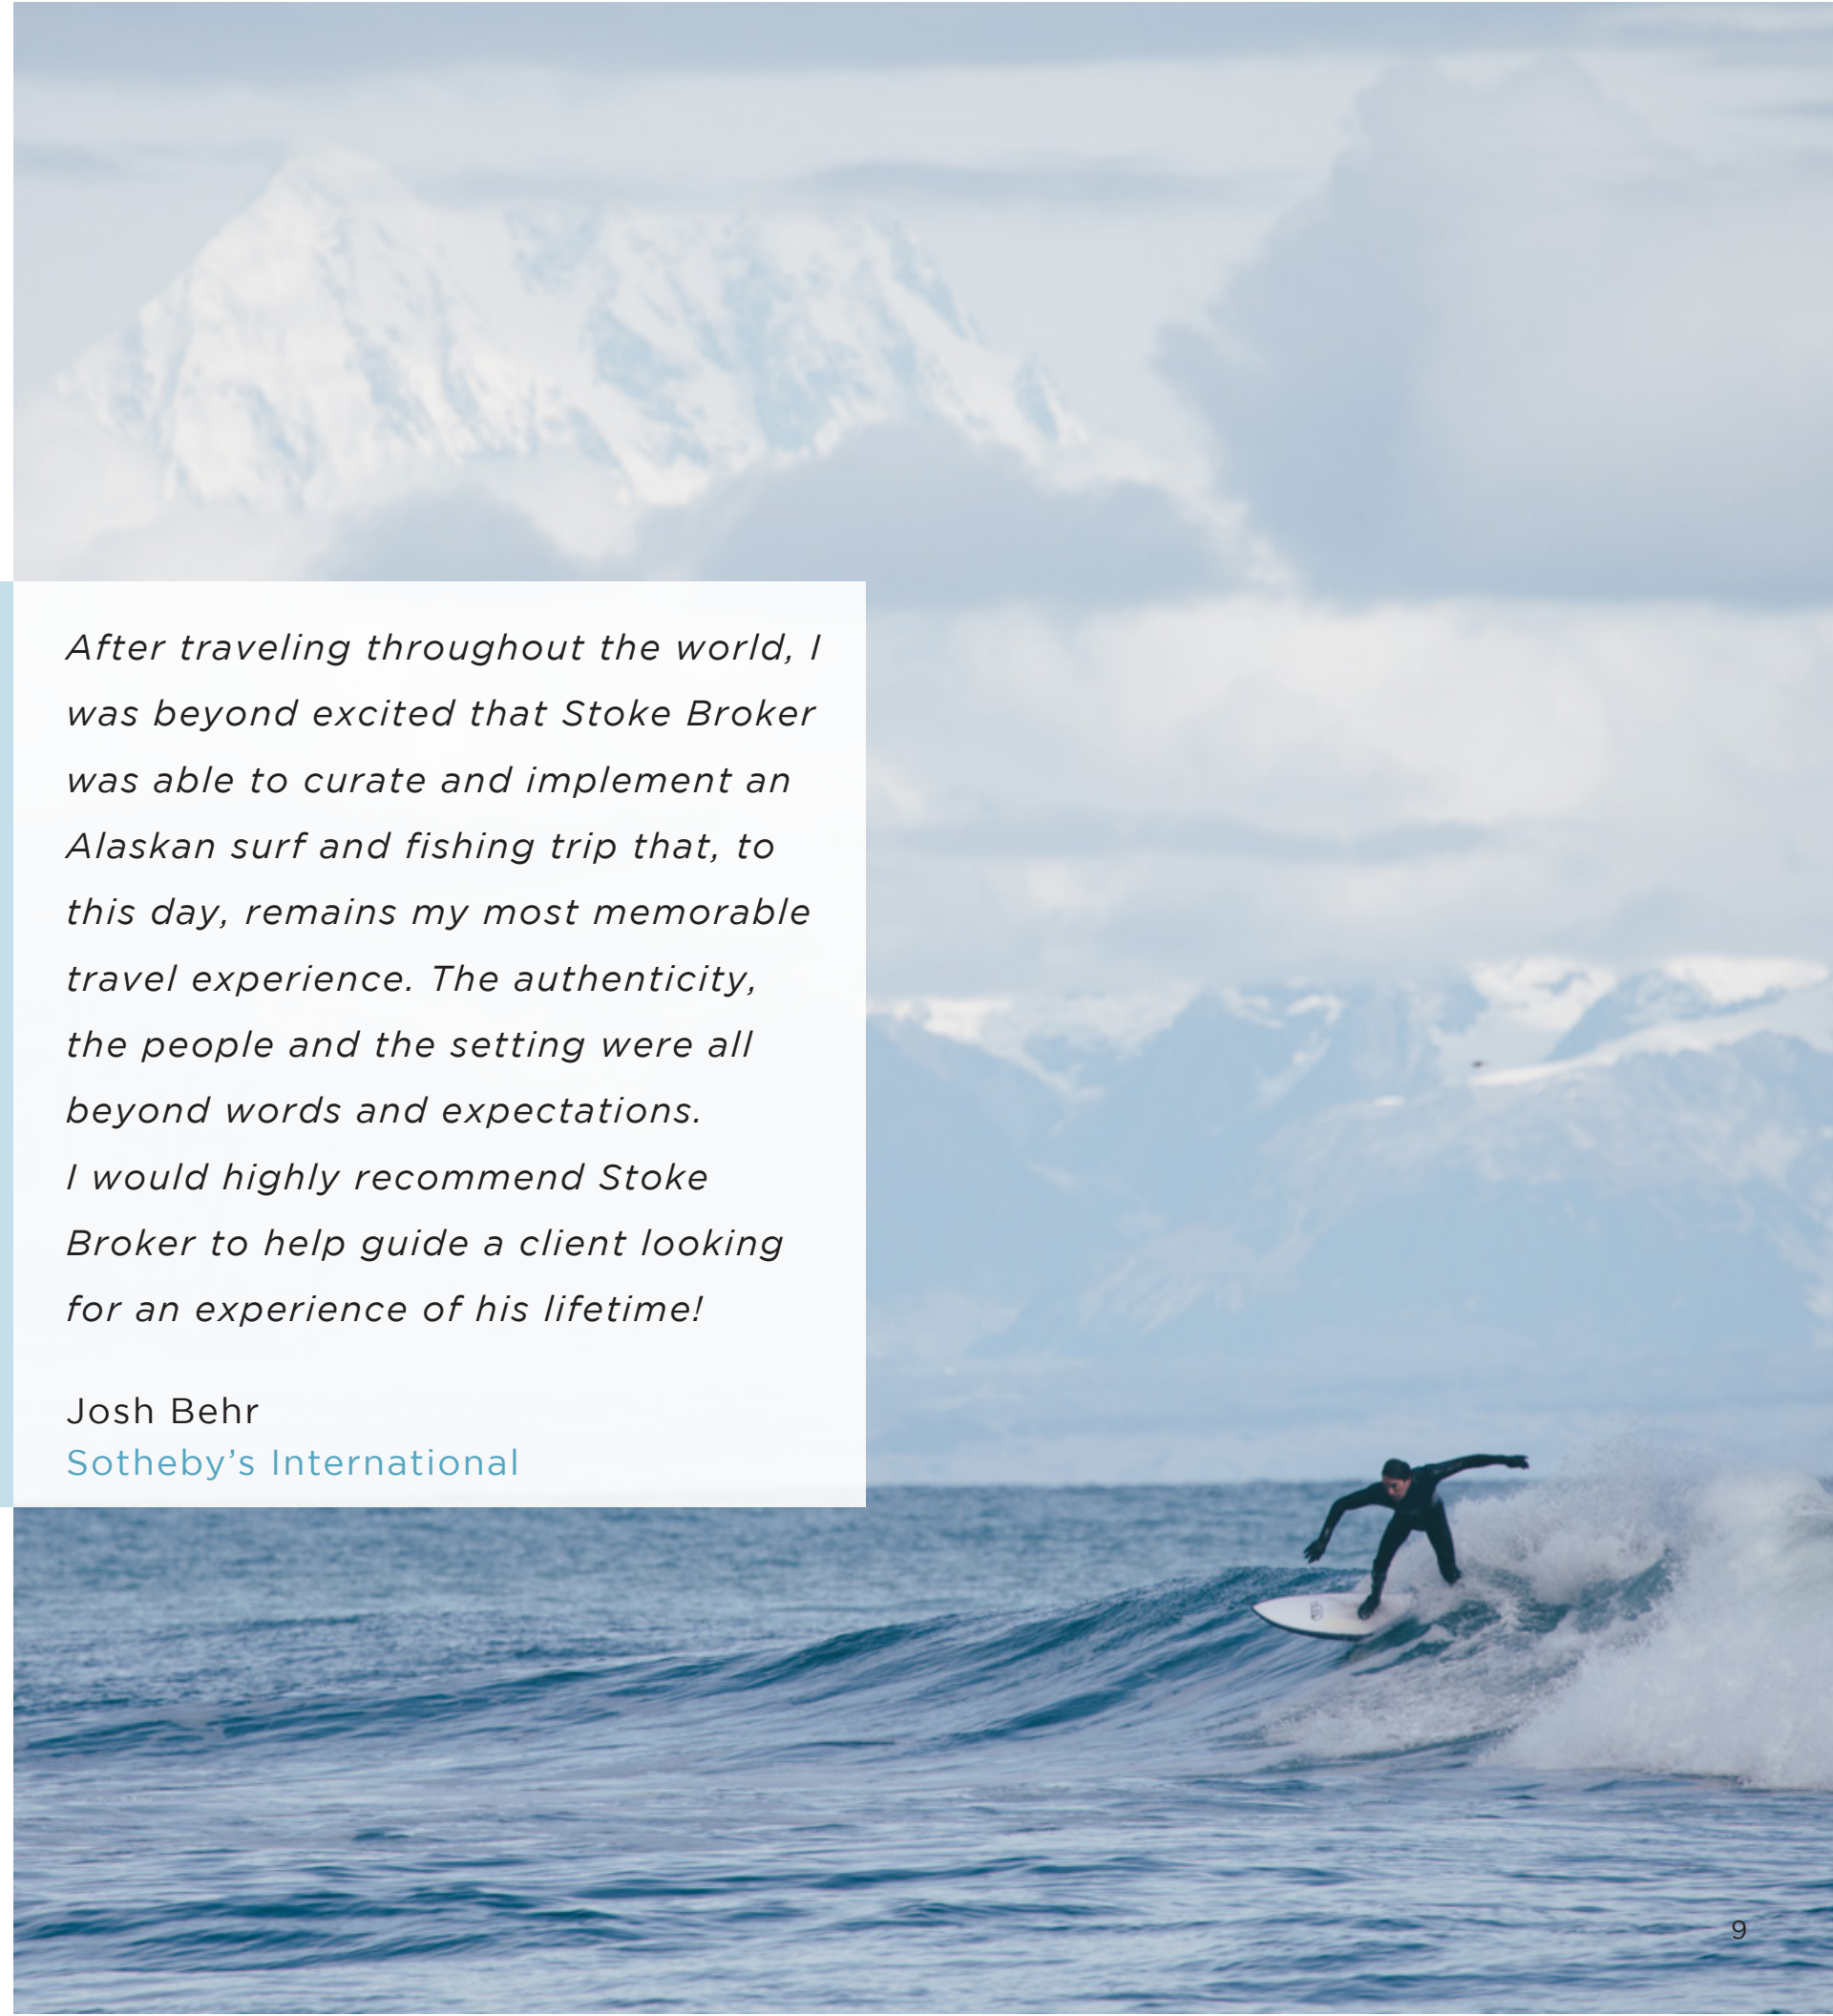 After traveling throughout the world, I
was beyond excited that Stoke Broker
was able to curate and implement an
Alaskan surf and fishing trip that, to
this day, remains my most memorable
travel experience. The authenticity,
the people and the setting were all
beyond words and expectations.
I would highly recommend Stoke
Broker to help guide a client looking
for an experience of his lifetime!
Josh Behr
Sotheby’s International
9